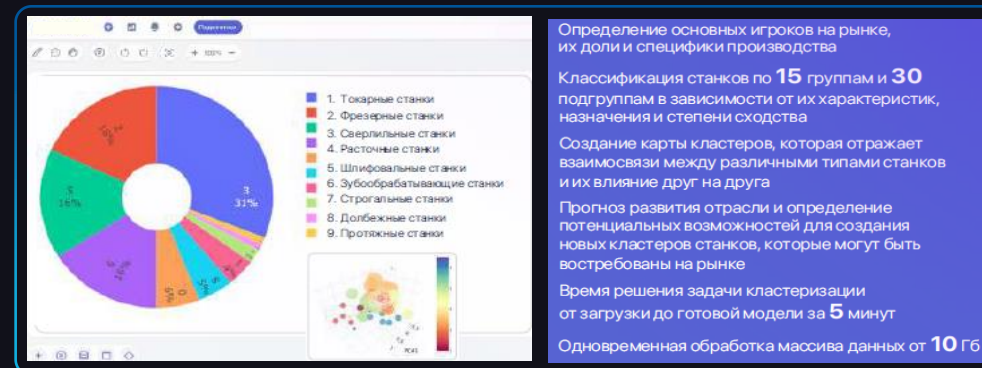 100%
1. Токарные станки
2. Фрезерные станки
3. Сверлильные станки
4. Расточные станки
5. Шлифовальные станки
6. Зубообрабатывающие станки
7. Строгальные станки
8. Долбежные станки
9. Протяжные станки
3
31%
5
16%
16%
Определение основных игроков на рынке,
их доли и специфики производства
Классификация станков по 15 группам и 30
подгруппам в зависимости от их характеристик,
назначения и степени сходства
Создание карты кластеров, которая отражает
взаимосвязи между различными типами станков
и их влияние друг на друга
Прогноз развития отрасли и определение
потенциальных возможностей для создания
новых кластеров станков, которые могут быть
востребованы на рынке
Время решения задачи кластеризации
от загрузки до готовой модели за 5 минут
Одновременная обработка массива данных от 10 Гб